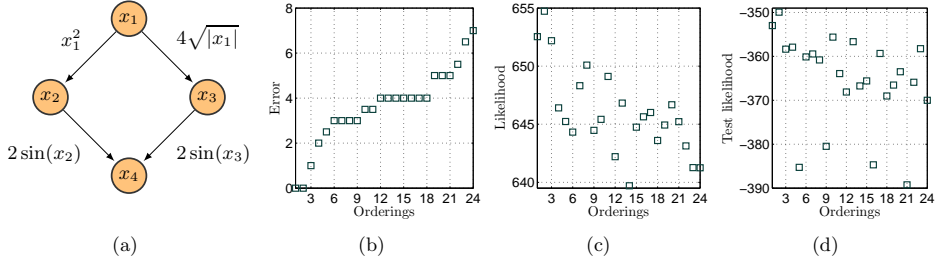 x₁
x₁²
4√|x₁|
x₂
x₃
2 sin(x₂)
2 sin(x₃)
x₄
(a)
Error
8
6
4
2
0
3 6 9 12 15 18 21 24
Orderings
(b)
Likelihood
655
650
645
640
3 6 9 12 15 18 21 24
Orderings
(c)
Test likelihood
−350
−360
−370
−380
−390
3 6 9 12 15 18 21 24
Orderings
(d)